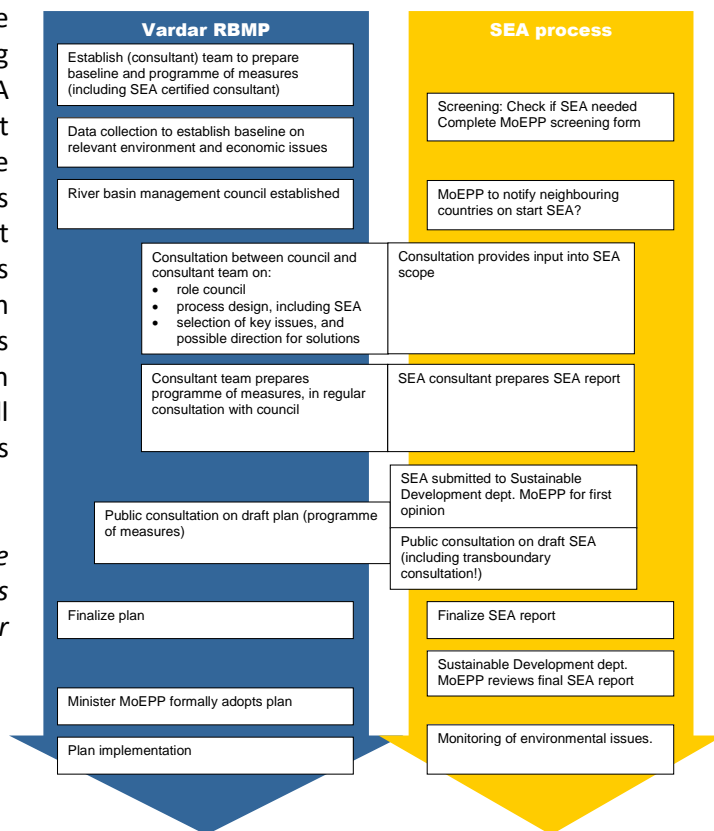 e
g
A
t
e
s
t
s
n
s
n
ll
s
e
s
r
Vardar RBMP
Establish (consultant) team to prepare
baseline and programme of measures
(including SEA certified consultant)
Data collection to establish baseline on
relevant environment and economic issues
River basin management council established
Consultation between council and
consultant team on:
• role council
• process design, including SEA
• selection of key issues, and
possible direction for solutions
Consultant team prepares
programme of measures, in regular
consultation with council
Public consultation on draft plan (programme
of measures)
Finalize plan
Minister MoEPP formally adopts plan
Plan implementation
SEA process
Screening: Check if SEA needed
Complete MoEPP screening form
MoEPP to notify neighbouring
countries on start SEA?
Consultation provides input into SEA
scope
SEA consultant prepares SEA report
SEA submitted to Sustainable
Development dept. MoEPP for first
opinion
Public consultation on draft SEA
(including transboundary
consultation!)
Finalize SEA report
Sustainable Development dept.
MoEPP reviews final SEA report
Monitoring of environmental issues.